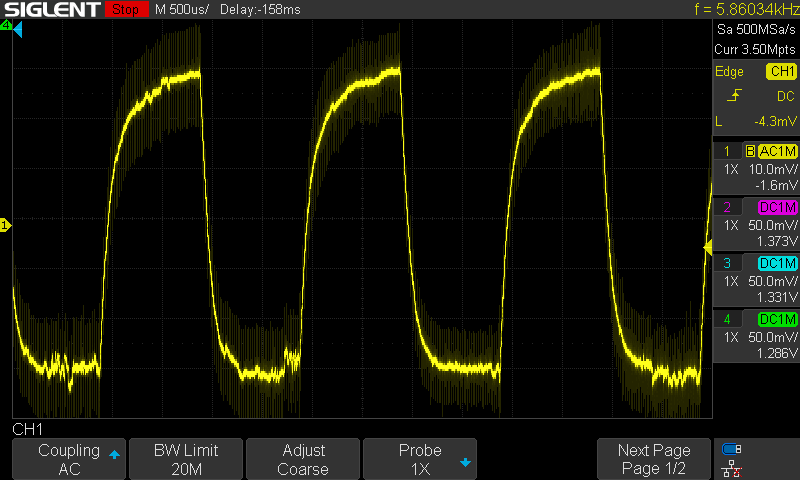 SIGLENT Stop M 500us/ Delay:-158ms f = 5.86034kHz
Sa 500MSa/s
Curr 3.50Mpts
Edge CH1
DC
L -4.3mV
1 B AC1M
1X 10.0mV/
-1.6mV
2 DC1M
1X 50.0mV/
1.373V
3 DC1M
1X 50.0mV/
1.331V
4 DC1M
1X 50.0mV/
1.286V
4
1
CH1
Coupling
AC
BW Limit
20M
Adjust
Coarse
Probe
1X
Next Page
Page 1/2